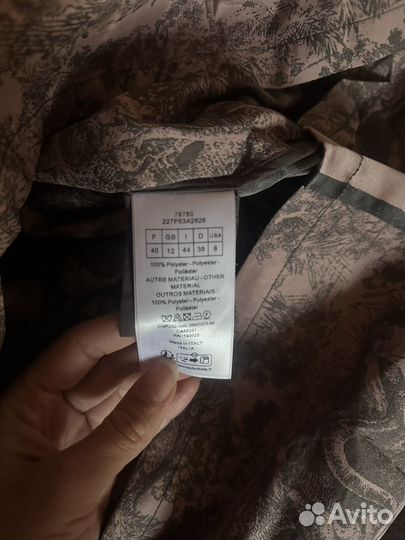 79780
227P53A2826
F GB I D USA
40 12 44 38 8
100% Polyester - Polyester -
Poliéster
AUTRE MATERIAU - OTHER
MATERIAL
OUTROS MATERIAIS
100% Polyester - Polyester -
Poliéster
CA55261
Made in ITALY
ITALIA
Avito